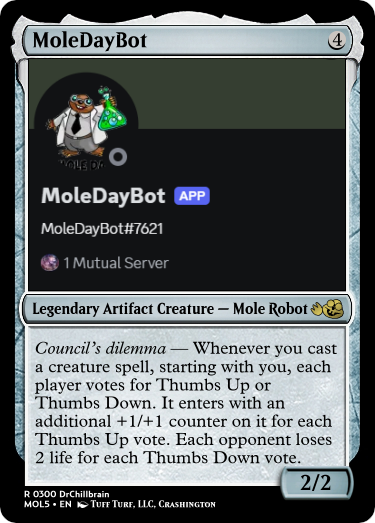 MoleDayBot 4
MOLE DA
MoleDayBot APP
MoleDayBot#7621
1 Mutual Server
Legendary Artifact Creature — Mole Robot
Council's dilemma — Whenever you cast
a creature spell, starting with you, each
player votes for Thumbs Up or
Thumbs Down. It enters with an
additional +1/+1 counter on it for each
Thumbs Up vote. Each opponent loses
2 life for each Thumbs Down vote.
2/2
R 0300 DrChillbrain
MOL5 • EN Tuff Turf, LLC, Crashington